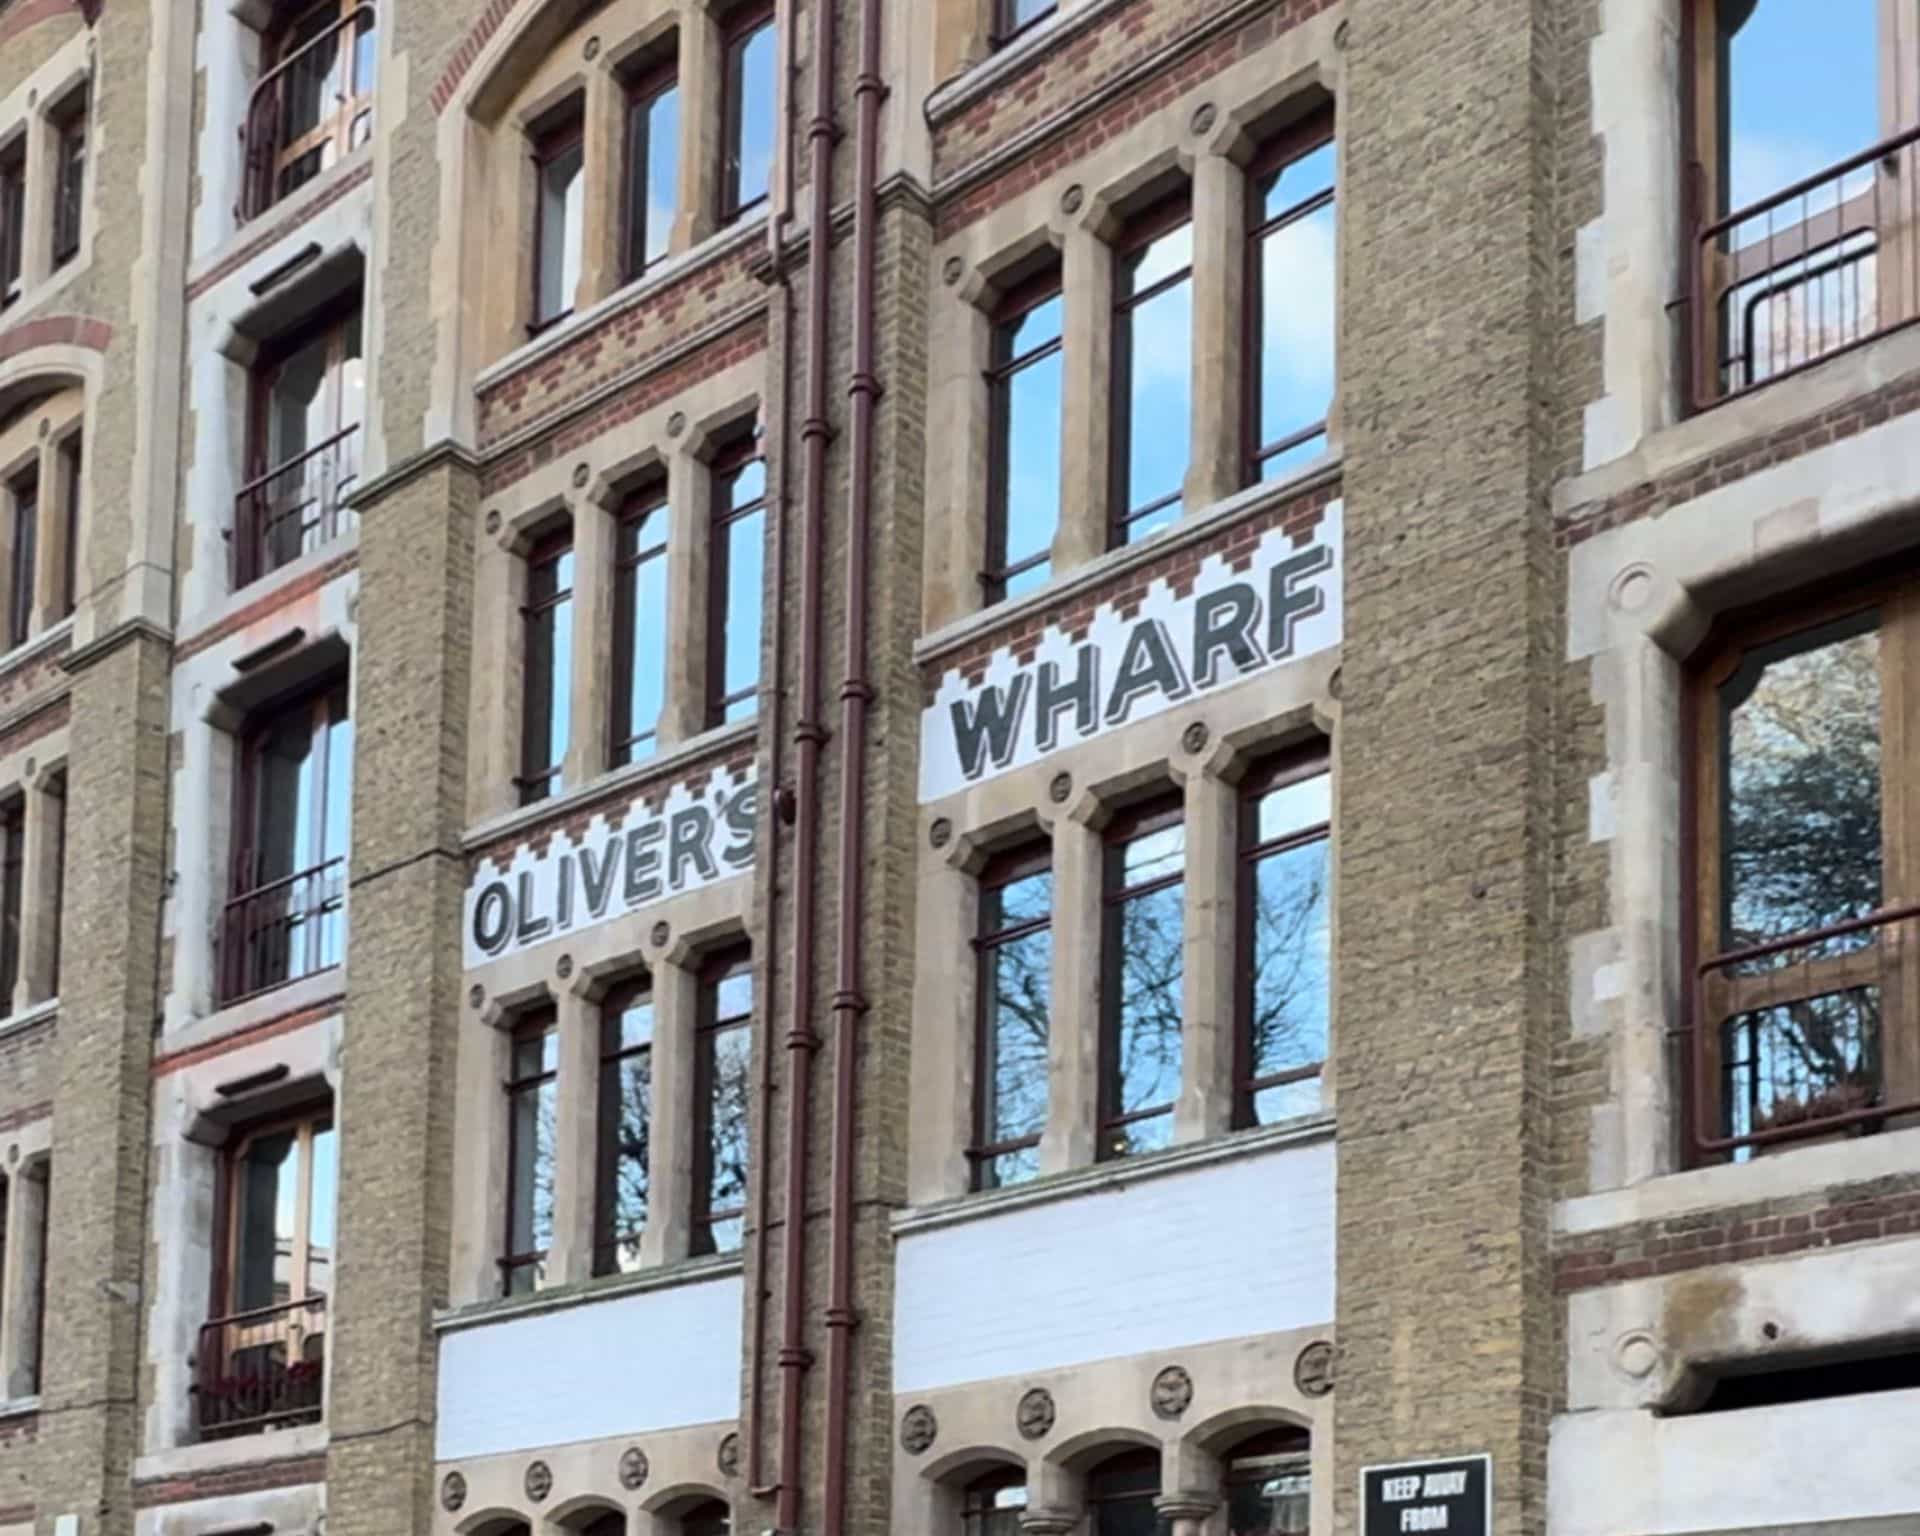 OLIVER'S
WHARF
KEEP AWAY
FROM